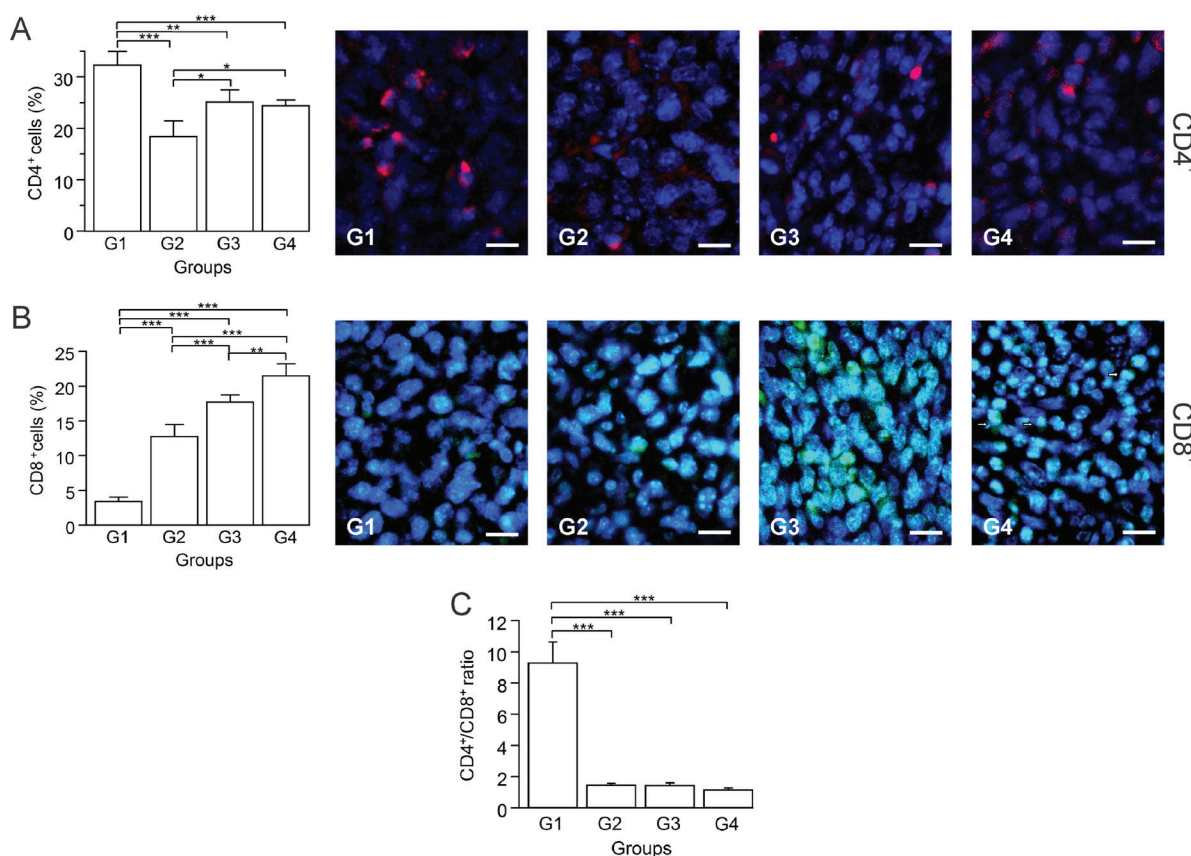 A
CD4⁺ cells (%)
30
20
10
0
***
**
***
*
*
G1 G2 G3 G4
Groups
G1
G2
G3
G4
CD4⁺
B
CD8⁺cells (%)
25
20
15
10
5
0
***
***
***
***
***
**
G1 G2 G3 G4
Groups
G1
G2
G3
G4
CD8⁺
C
CD4⁺/CD8⁺ ratio
12
10
8
6
4
2
0
***
***
***
G1 G2 G3 G4
Groups